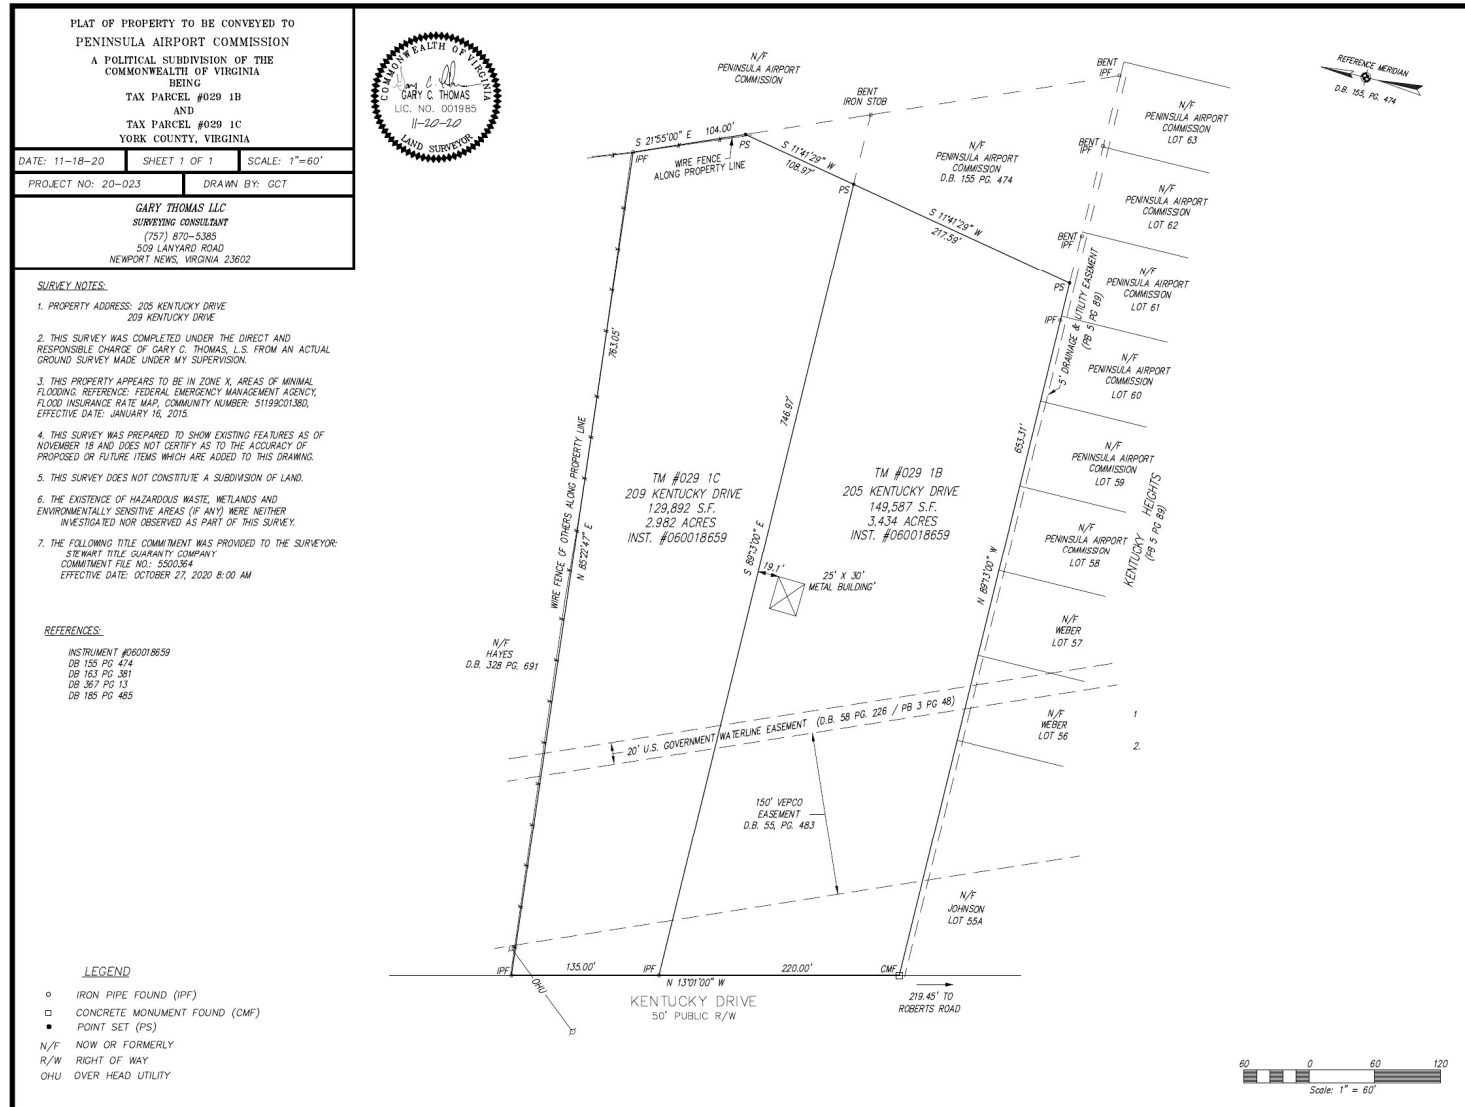 PLAT OF PROPERTY TO BE CONVEYED TO
PENINSULA AIRPORT COMMISSION
A POLITICAL SUBDIVISION OF THE
COMMONWEALTH OF VIRGINIA
BEING
TAX PARCEL #029 1B
AND
TAX PARCEL #029 1C
YORK COUNTY, VIRGINIA
DATE: 11-18-20
SHEET 1 OF 1
SCALE: 1"=60'
PROJECT NO: 20-023
DRAWN BY: GCT
GARY THOMAS LLC
SURVEYING CONSULTANT
(757) 870-5385
509 LANYARD ROAD
NEWPORT NEWS, VIRGINIA 23602
SURVEY NOTES:
1. PROPERTY ADDRESS: 205 KENTUCKY DRIVE
209 KENTUCKY DRIVE
2. THIS SURVEY WAS COMPLETED UNDER THE DIRECT AND
RESPONSIBLE CHARGE OF GARY C. THOMAS, L.S. FROM AN ACTUAL
GROUND SURVEY MADE UNDER MY SUPERVISION.
3. THIS PROPERTY APPEARS TO BE IN ZONE X, AREAS OF MINIMAL
FLOODING. REFERENCE: FEDERAL EMERGENCY MANAGEMENT AGENCY,
FLOOD INSURANCE RATE MAP, COMMUNITY NUMBER: 51199C0138D,
EFFECTIVE DATE: JANUARY 16, 2015.
4. THIS SURVEY WAS PREPARED TO SHOW EXISTING FEATURES AS OF
NOVEMBER 18 AND DOES NOT CERTIFY AS TO THE ACCURACY OF
PROPOSED OR FUTURE ITEMS WHICH ARE ADDED TO THIS DRAWING.
5. THIS SURVEY DOES NOT CONSTITUTE A SUBDIVISION OF LAND.
6. THE EXISTENCE OF HAZARDOUS WASTE, WETLANDS AND
ENVIRONMENTALLY SENSITIVE AREAS (IF ANY) WERE NEITHER
INVESTIGATED NOR OBSERVED AS PART OF THIS SURVEY.
7. THE FOLLOWING TITLE COMMITMENT WAS PROVIDED TO THE SURVEYOR:
STEWART TITLE GUARANTY COMPANY
COMMITMENT FILE NO.: 5500364
EFFECTIVE DATE: OCTOBER 27, 2020 8:00 AM
REFERENCES:
INSTRUMENT #060018659
DB 155 PG 474
DB 163 PG 381
DB 367 PG 13
DB 185 PG 485
LEGEND
IRON PIPE FOUND (IPF)
CONCRETE MONUMENT FOUND (CMF)
POINT SET (PS)
N/F NOW OR FORMERLY
R/W RIGHT OF WAY
OHU OVER HEAD UTILITY
COMMONWEALTH OF VIRGINIA
GARY C. THOMAS
LIC. NO. 001985
11-20-20
LAND SURVEYOR
N/F
PENINSULA AIRPORT
COMMISSION
REFERENCE MERIDIAN
D.B. 155, PG. 474
BENT
IRON STOB
BENT
IPF
S 21°55'00" E 104.00'
IPF
PS
WIRE FENCE
ALONG PROPERTY LINE
S 11°41'29" W
108.97'
PS
N/F
PENINSULA AIRPORT
COMMISSION
D.B. 155 PG. 474
S 11°41'29" W
217.59'
PS
N/F
PENINSULA AIRPORT
COMMISSION
LOT 63
BENT
IPF
N/F
PENINSULA AIRPORT
COMMISSION
LOT 62
BENT
IPF
N/F
PENINSULA AIRPORT
COMMISSION
LOT 61
IPF
5' DRAINAGE & UTILITY EASEMENT
(PB 5 PG 89)
N/F
PENINSULA AIRPORT
COMMISSION
LOT 60
N/F
PENINSULA AIRPORT
COMMISSION
LOT 59
KENTUCKY HEIGHTS
(PB 5 PG 89)
N/F
PENINSULA AIRPORT
COMMISSION
LOT 58
N/F
WEBER
LOT 57
N/F
WEBER
LOT 56
1
2.
N/F
JOHNSON
LOT 55A
763.05'
WIRE FENCE OF OTHERS ALONG PROPERTY LINE
N 85°22'47" E
746.97'
S 89°13'00" E
653.31'
N 89°13'00" W
TM #029 1C
209 KENTUCKY DRIVE
129,892 S.F.
2.982 ACRES
INST. #060018659
TM #029 1B
205 KENTUCKY DRIVE
149,587 S.F.
3.434 ACRES
INST. #060018659
19.1'
25' X 30'
METAL BUILDING'
N/F
HAYES
D.B. 328 PG. 691
20' U.S. GOVERNMENT WATERLINE EASEMENT (D.B. 58 PG. 226 / PB 3 PG 48)
150' VEPCO
EASEMENT
D.B. 55, PG. 483
IPF
135.00'
IPF
220.00'
CMF
N 13°01'00" W
OHU
KENTUCKY DRIVE
50' PUBLIC R/W
219.45' TO
ROBERTS ROAD
60 0 60 120
Scale: 1" = 60'